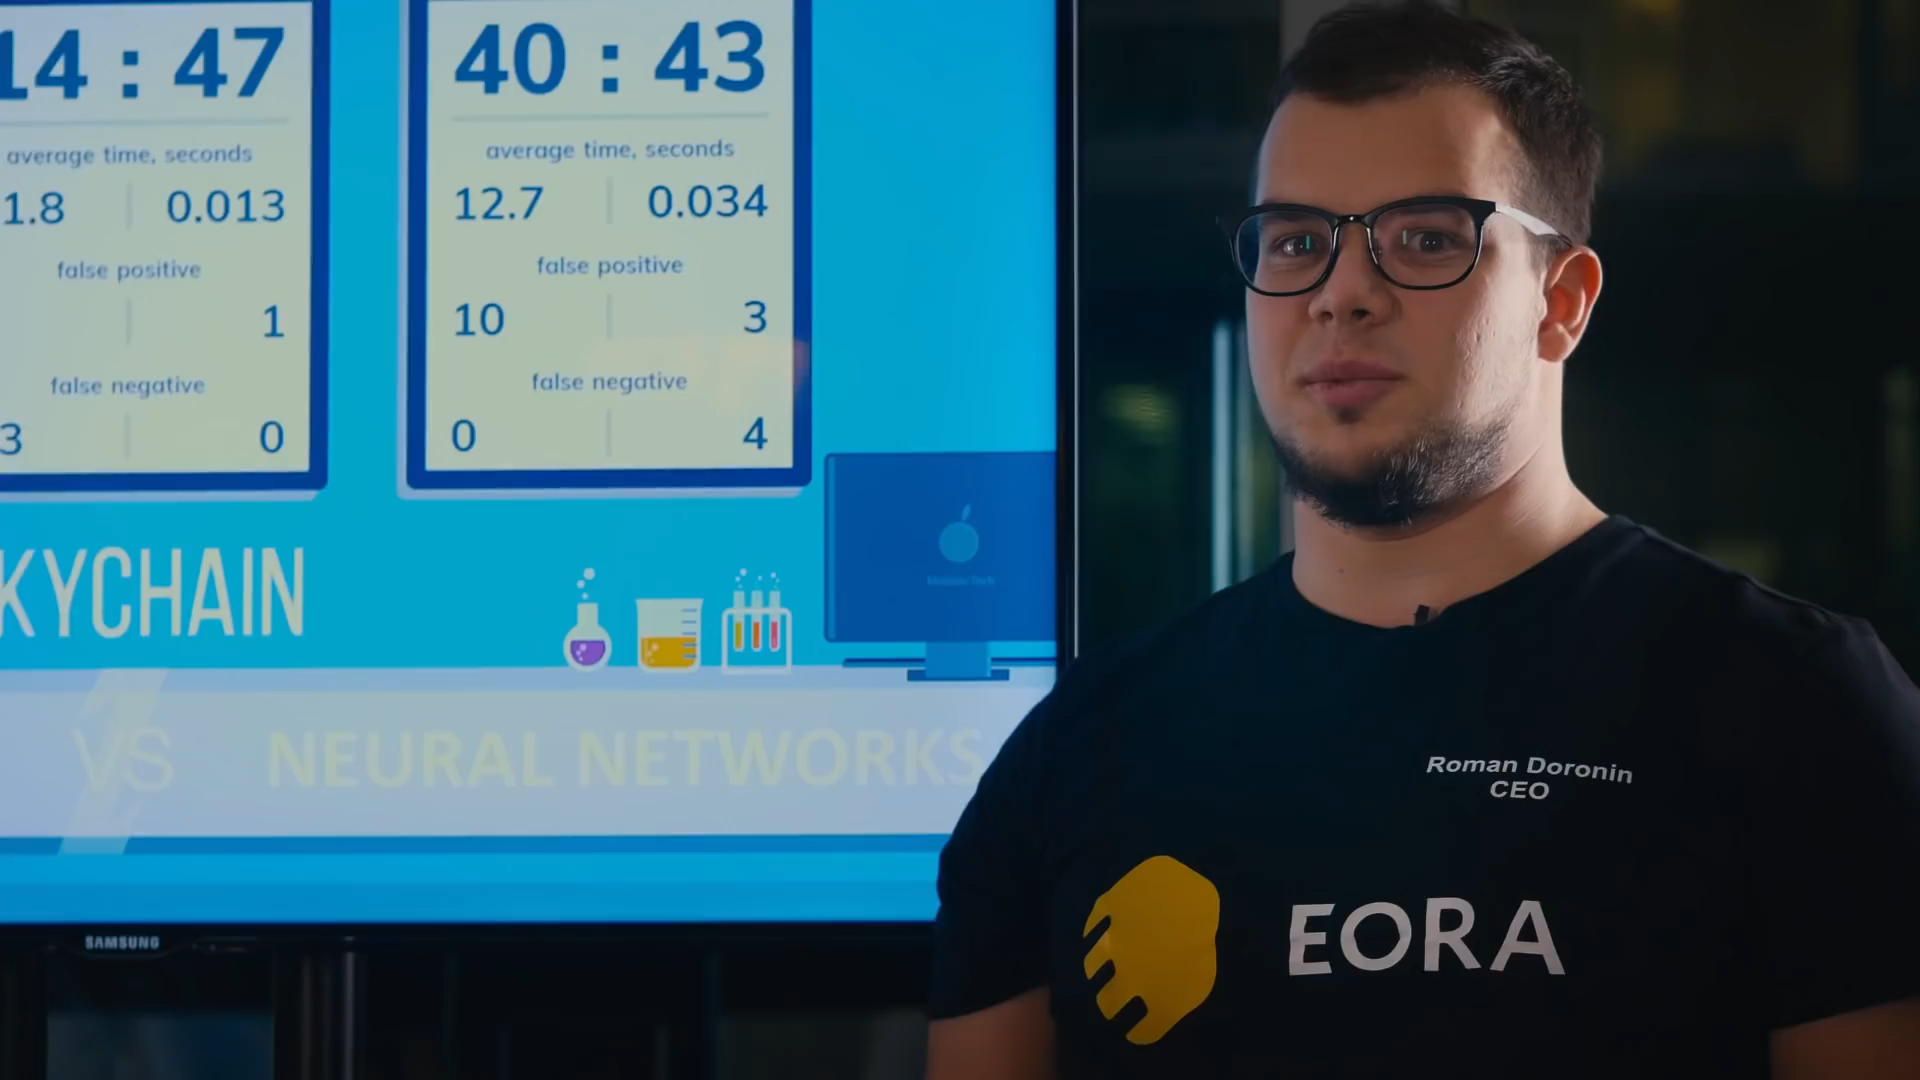 14 : 47
average time, seconds
1.8 | 0.013
false positive
1
false negative
3 | 0
40 : 43
average time, seconds
12.7 | 0.034
false positive
10 | 3
false negative
0 | 4
KYCHAIN
VS NEURAL NETWORKS
SAMSUNG
Roman Doronin
CEO
EORA